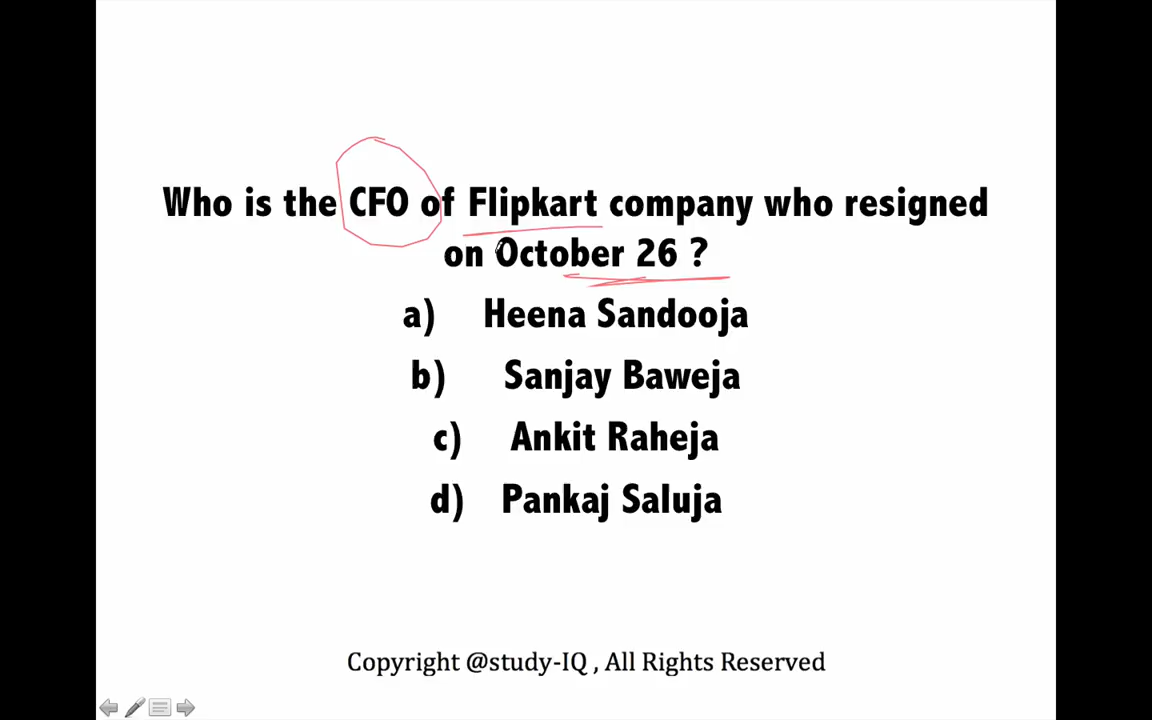 Who is the CFO of Flipkart company who resigned
on October 26 ?
a) Heena Sandooja
b) Sanjay Baweja
c) Ankit Raheja
d) Pankaj Saluja
Copyright @study-IQ , All Rights Reserved